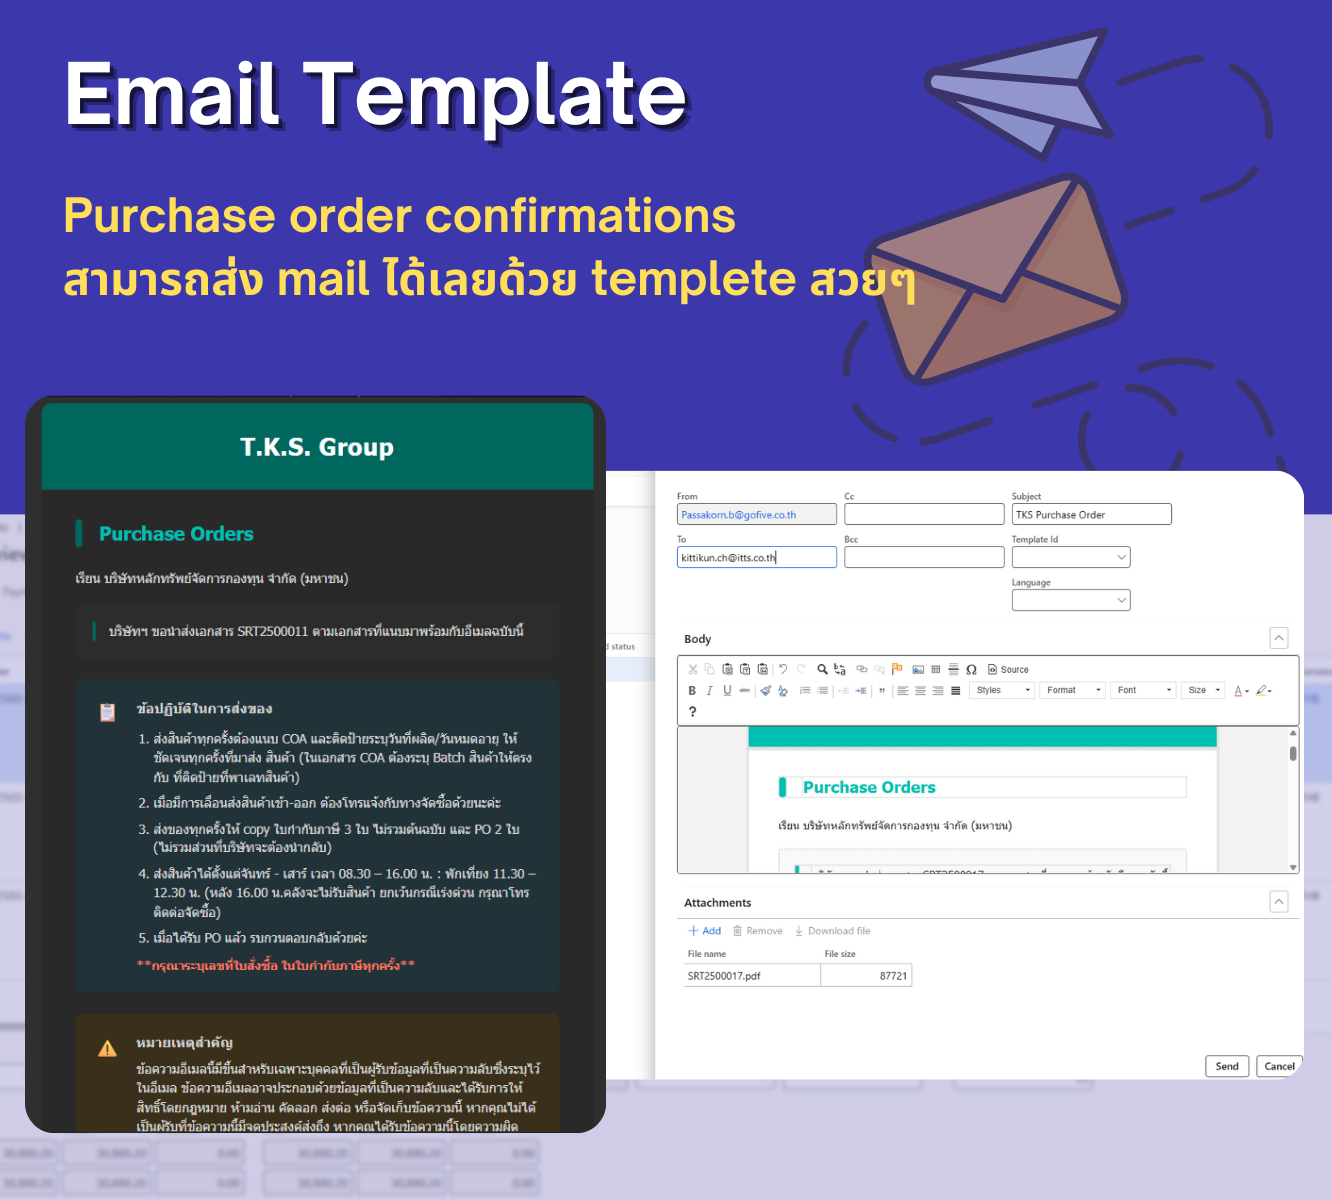 Email Template
Purchase order confirmations
สามารถส่ง mail ได้เลยด้วย templete สวยๆ
T.K.S. Group
Purchase Orders
เรียน บริษัทหลักทรัพย์จัดการกองทุน จำกัด (มหาชน)
บริษัทฯ ขอนำส่งเอกสาร SRT2500011 ตามเอกสารที่แนบมาพร้อมกับอีเมลฉบับนี้
ข้อปฏิบัติในการส่งของ
1. ส่งสินค้าทุกครั้งต้องแนบ COA และติดป้ายระบุวันที่ผลิต/วันหมดอายุ ให้
ชัดเจนทุกครั้งที่มาส่ง สินค้า (ในเอกสาร COA ต้องระบุ Batch สินค้าให้ตรง
กับ ที่ติดป้ายที่พาเลทสินค้า)
2. เมื่อมีการเลื่อนส่งสินค้าเข้า-ออก ต้องโทรแจ้งกับทางจัดซื้อด้วยนะค่ะ
3. ส่งของทุกครั้งให้ copy ใบกำกับภาษี 3 ใบ ไม่รวมต้นฉบับ และ PO 2 ใบ
(ไม่รวมส่วนที่บริษัทจะต้องนำกลับ)
4. ส่งสินค้าได้ตั้งแต่จันทร์ - เสาร์ เวลา 08.30 – 16.00 น. : พักเที่ยง 11.30 –
12.30 น. (หลัง 16.00 น.คลังจะไม่รับสินค้า ยกเว้นกรณีเร่งด่วน กรุณาโทร
ติดต่อจัดซื้อ)
5. เมื่อได้รับ PO แล้ว รบกวนตอบกลับด้วยค่ะ
**กรุณาระบุเลขที่ใบสั่งซื้อ ในใบกำกับภาษีทุกครั้ง**
หมายเหตุสำคัญ
ข้อความอีเมลนี้มีขึ้นสำหรับเฉพาะบุคคลที่เป็นผู้รับข้อมูลที่เป็นความลับซึ่งระบุไว้
ในอีเมล ข้อความอีเมลอาจประกอบด้วยข้อมูลที่เป็นความลับและได้รับการให้
สิทธิ์โดยกฎหมาย ห้ามอ่าน คัดลอก ส่งต่อ หรือจัดเก็บข้อความนี้ หากคุณไม่ได้
เป็นผู้รับที่ข้อความนี้มีจุดประสงค์ส่งถึง หากคุณได้รับข้อความนี้โดยความผิด
d status
From
Cc
Subject
Passakorn.b@gofive.co.th
TKS Purchase Order
To
Bcc
Template Id
kittikun.ch@itts.co.th
Language
Body
Source
B I U abc Styles Format Font Size A
?
Purchase Orders
เรียน บริษัทหลักทรัพย์จัดการกองทุน จำกัด (มหาชน)
Attachments
Add Remove Download file
File name File size
SRT2500017.pdf 87721
Send Cancel